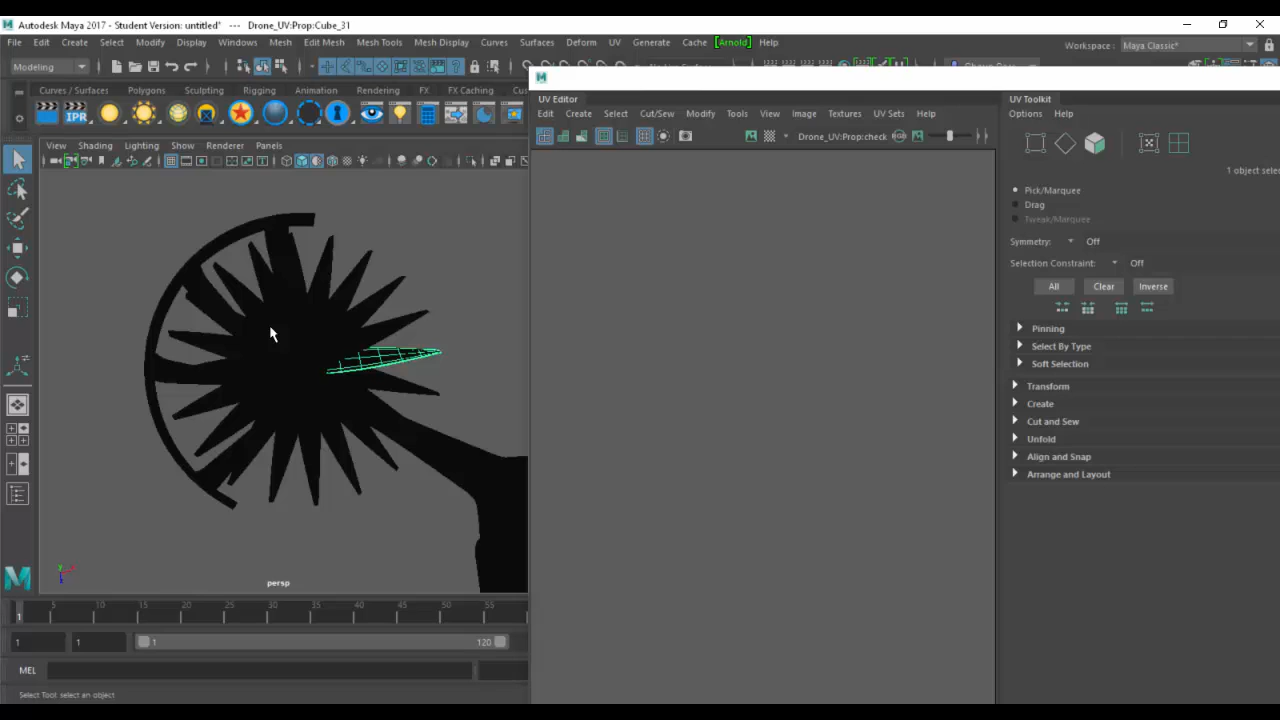 Autodesk Maya 2017 - Student Version: untitled* --- Drone_UV:Prop:Cube_31
File Edit Create Select Modify Display Windows Mesh Edit Mesh Mesh Tools Mesh Display Curves Surfaces Deform UV Generate Cache [Arnold] Help
Workspace : Maya Classic*
Modeling
Curves / Surfaces Polygons Sculpting Rigging Animation Rendering FX FX Caching
IPR
View Shading Lighting Show Renderer Panels
UV Editor
Edit Create Select Cut/Sew Modify Tools View Image Textures UV Sets Help
Drone_UV:Prop:check
UV Toolkit
Options Help
1 object selec
Pick/Marquee
Drag
Tweak/Marquee
Symmetry: Off
Selection Constraint: Off
All Clear Inverse
Pinning
Select By Type
Soft Selection
Transform
Create
Cut and Sew
Unfold
Align and Snap
Arrange and Layout
persp
5 10 15 20 25 30 35 40 45 50 55
1
1 1 1 120
MEL
Select Tool: select an object